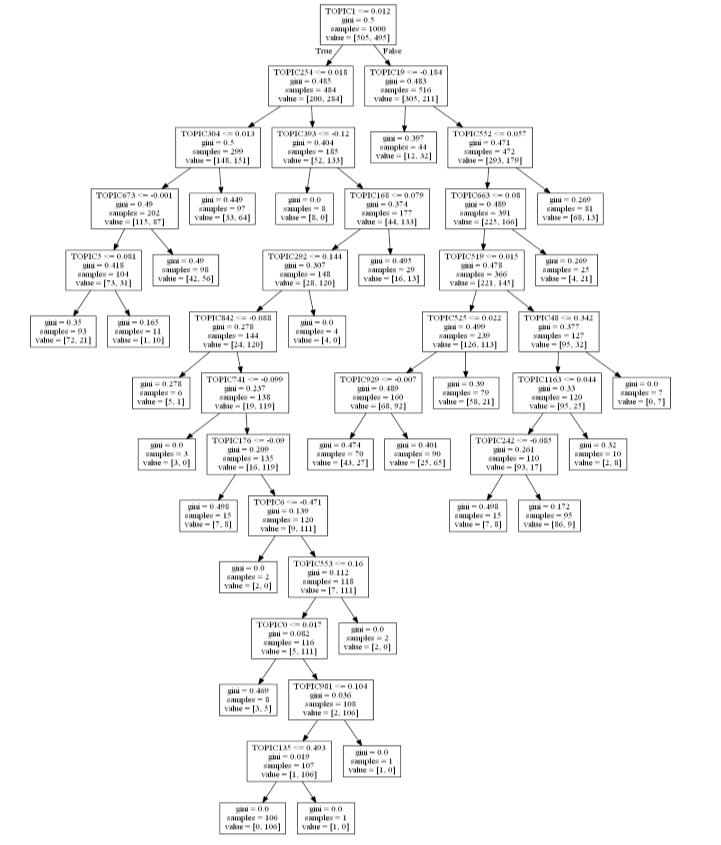 TOPIC1 <= 0.012
gini = 0.5
samples = 1000
value = [505, 495]
True
False
TOPIC254 <= 0.018
gini = 0.485
samples = 484
value = [200, 284]
TOPIC19 <= -0.184
gini = 0.483
samples = 516
value = [305, 211]
TOPIC304 <= 0.013
gini = 0.5
samples = 299
value = [148, 151]
TOPIC393 <= -0.12
gini = 0.404
samples = 185
value = [52, 133]
gini = 0.397
samples = 44
value = [12, 32]
TOPIC552 <= 0.057
gini = 0.471
samples = 472
value = [293, 179]
TOPIC673 <= -0.001
gini = 0.49
samples = 202
value = [115, 87]
gini = 0.449
samples = 97
value = [33, 64]
gini = 0.0
samples = 8
value = [8, 0]
TOPIC168 <= 0.079
gini = 0.374
samples = 177
value = [44, 133]
TOPIC663 <= 0.08
gini = 0.489
samples = 391
value = [225, 166]
gini = 0.269
samples = 81
value = [68, 13]
TOPIC5 <= 0.081
gini = 0.418
samples = 104
value = [73, 31]
gini = 0.49
samples = 98
value = [42, 56]
TOPIC292 <= 0.144
gini = 0.307
samples = 148
value = [28, 120]
gini = 0.495
samples = 29
value = [16, 13]
TOPIC519 <= 0.015
gini = 0.478
samples = 366
value = [221, 145]
gini = 0.269
samples = 25
value = [4, 21]
gini = 0.35
samples = 93
value = [72, 21]
gini = 0.165
samples = 11
value = [1, 10]
TOPIC842 <= -0.088
gini = 0.278
samples = 144
value = [24, 120]
gini = 0.0
samples = 4
value = [4, 0]
TOPIC525 <= 0.022
gini = 0.499
samples = 239
value = [126, 113]
TOPIC48 <= 0.342
gini = 0.377
samples = 127
value = [95, 32]
gini = 0.278
samples = 6
value = [5, 1]
TOPIC741 <= -0.099
gini = 0.237
samples = 138
value = [19, 119]
TOPIC929 <= -0.007
gini = 0.489
samples = 160
value = [68, 92]
gini = 0.39
samples = 79
value = [58, 21]
TOPIC1163 <= 0.044
gini = 0.33
samples = 120
value = [95, 25]
gini = 0.0
samples = 7
value = [0, 7]
gini = 0.0
samples = 3
value = [3, 0]
TOPIC176 <= -0.09
gini = 0.209
samples = 135
value = [16, 119]
gini = 0.474
samples = 70
value = [43, 27]
gini = 0.401
samples = 90
value = [25, 65]
TOPIC242 <= -0.085
gini = 0.261
samples = 110
value = [93, 17]
gini = 0.32
samples = 10
value = [2, 8]
gini = 0.498
samples = 15
value = [7, 8]
TOPIC6 <= -0.471
gini = 0.139
samples = 120
value = [9, 111]
gini = 0.498
samples = 15
value = [7, 8]
gini = 0.172
samples = 95
value = [86, 9]
gini = 0.0
samples = 2
value = [2, 0]
TOPIC553 <= 0.16
gini = 0.112
samples = 118
value = [7, 111]
TOPIC0 <= 0.017
gini = 0.082
samples = 116
value = [5, 111]
gini = 0.0
samples = 2
value = [2, 0]
gini = 0.469
samples = 8
value = [3, 5]
TOPIC981 <= 0.104
gini = 0.036
samples = 108
value = [2, 106]
TOPIC135 <= 0.493
gini = 0.019
samples = 107
value = [1, 106]
gini = 0.0
samples = 1
value = [1, 0]
gini = 0.0
samples = 106
value = [0, 106]
gini = 0.0
samples = 1
value = [1, 0]